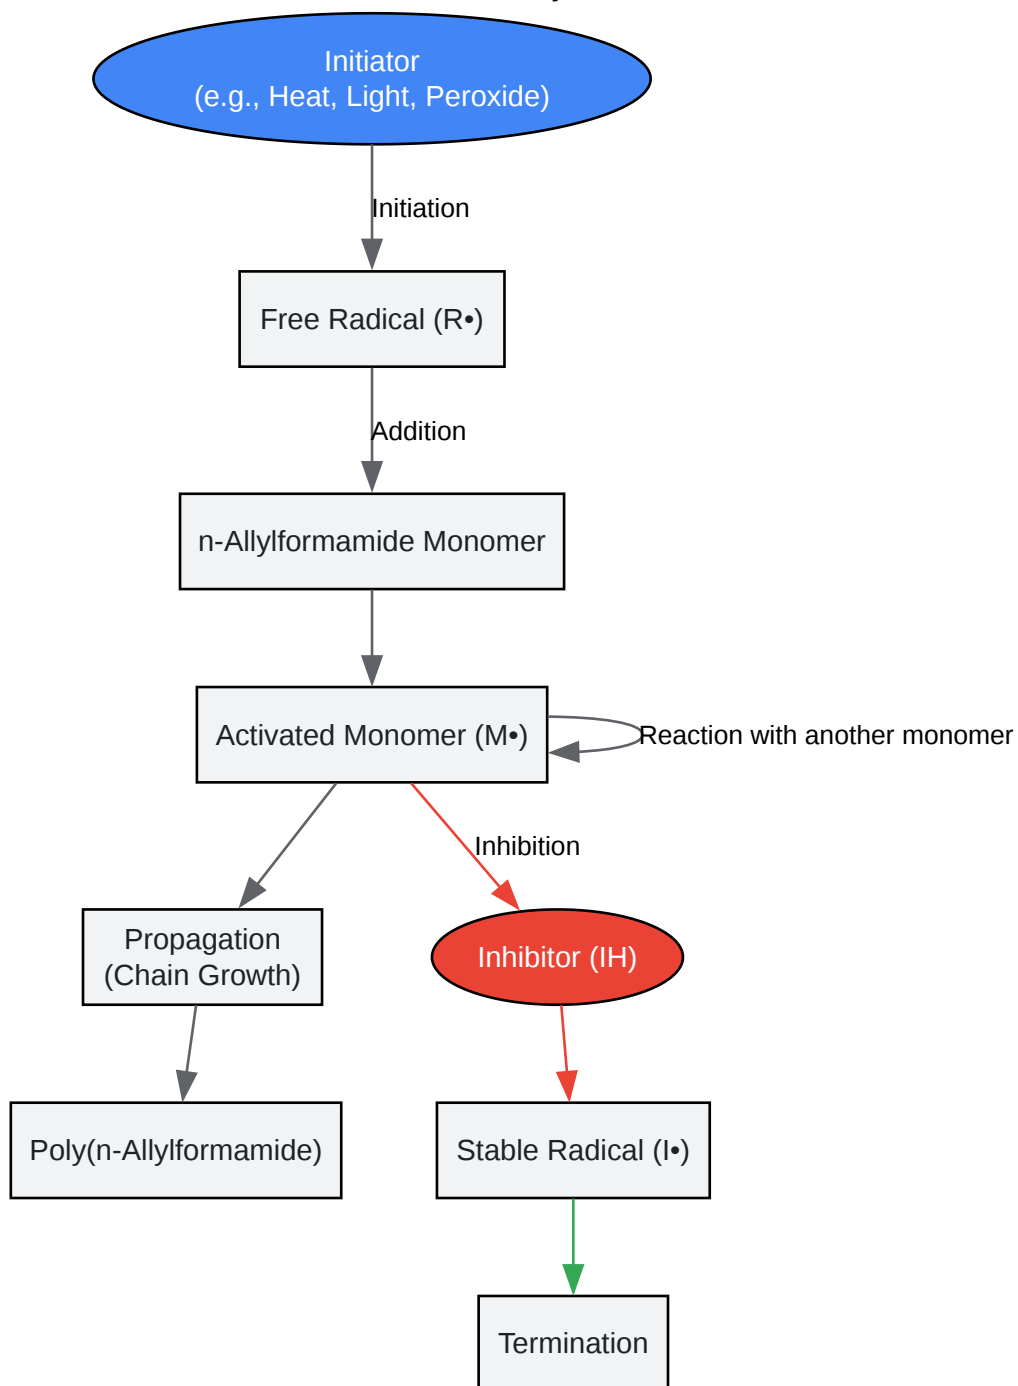 Initiator
(e.g., Heat, Light, Peroxide)
Initiation
Free Radical (R•)
Addition
n-Allylformamide Monomer
Activated Monomer (M•)
Reaction with another monomer
Inhibition
Propagation
(Chain Growth)
Inhibitor (IH)
Poly(n-Allylformamide)
Stable Radical (I•)
Termination